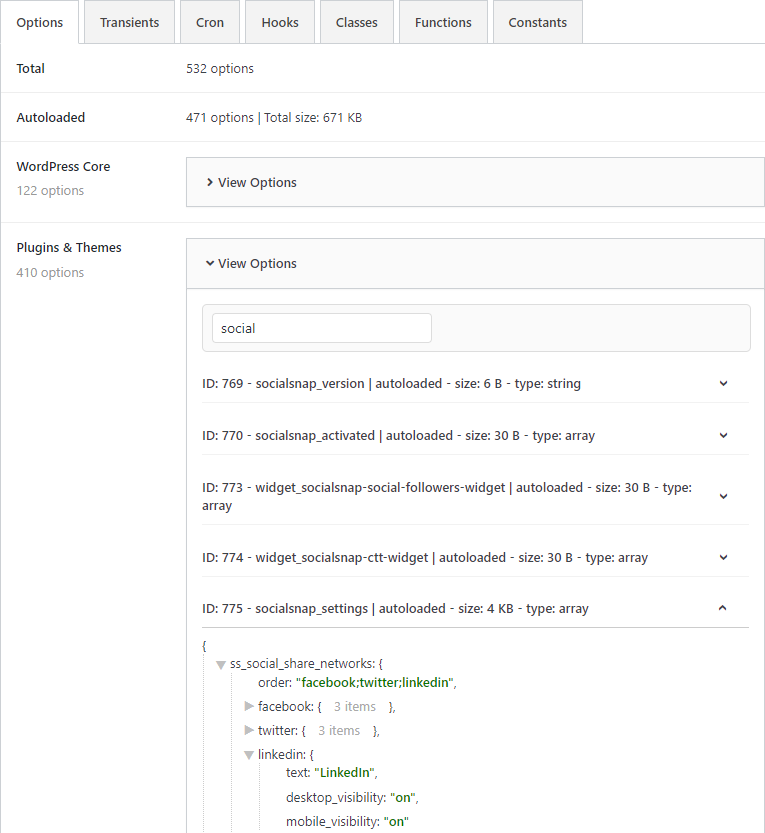 Options Transients Cron Hooks Classes Functions Constants
Total 532 options
Autoloaded 471 options | Total size: 671 KB
WordPress Core
122 options
View Options
Plugins & Themes
410 options
View Options
social
ID: 769 - socialsnap_version | autoloaded - size: 6 B - type: string
ID: 770 - socialsnap_activated | autoloaded - size: 30 B - type: array
ID: 773 - widget_socialsnap-social-followers-widget | autoloaded - size: 30 B - type:
array
ID: 774 - widget_socialsnap-ctt-widget | autoloaded - size: 30 B - type: array
ID: 775 - socialsnap_settings | autoloaded - size: 4 KB - type: array
{
ss_social_share_networks: {
order: "facebook;twitter;linkedin",
facebook: { 3 items },
twitter: { 3 items },
linkedin: {
text: "LinkedIn",
desktop_visibility: "on",
mobile_visibility: "on"